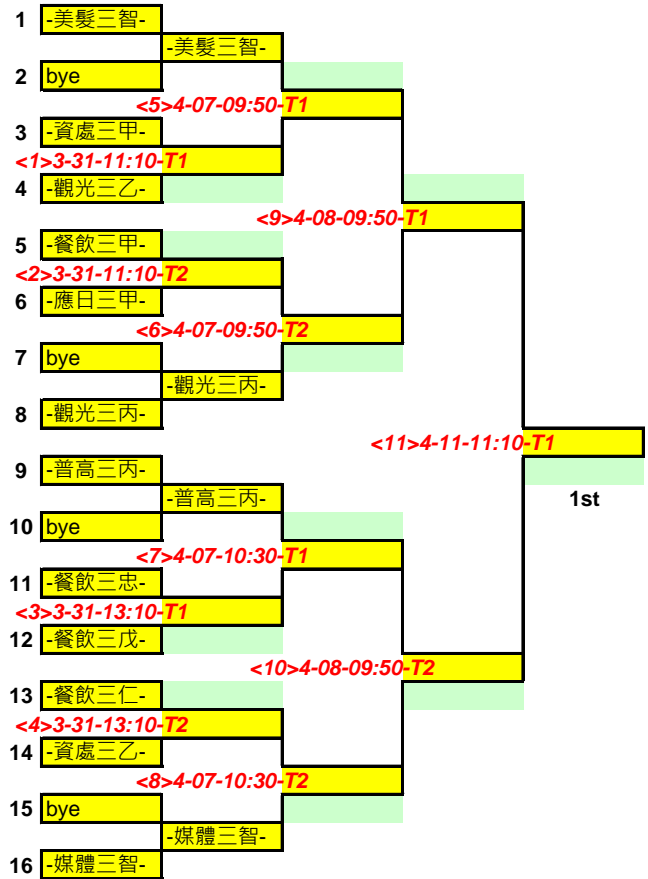 1 -美髮三智-
-美髮三智-
2 bye
<5>4-07-09:50-T1
3 -資處三甲-
<1>3-31-11:10-T1
4 -觀光三乙-
<9>4-08-09:50-T1
5 -餐飲三甲-
<2>3-31-11:10-T2
6 -應日三甲-
<6>4-07-09:50-T2
7 bye
-觀光三丙-
8 -觀光三丙-
<11>4-11-11:10-T1
9 -普高三丙-
1st
-普高三丙-
10 bye
<7>4-07-10:30-T1
11 -餐飲三忠-
<3>3-31-13:10-T1
12 -餐飲三戊-
<10>4-08-09:50-T2
13 -餐飲三仁-
<4>3-31-13:10-T2
14 -資處三乙-
<8>4-07-10:30-T2
15 bye
-媒體三智-
16 -媒體三智-